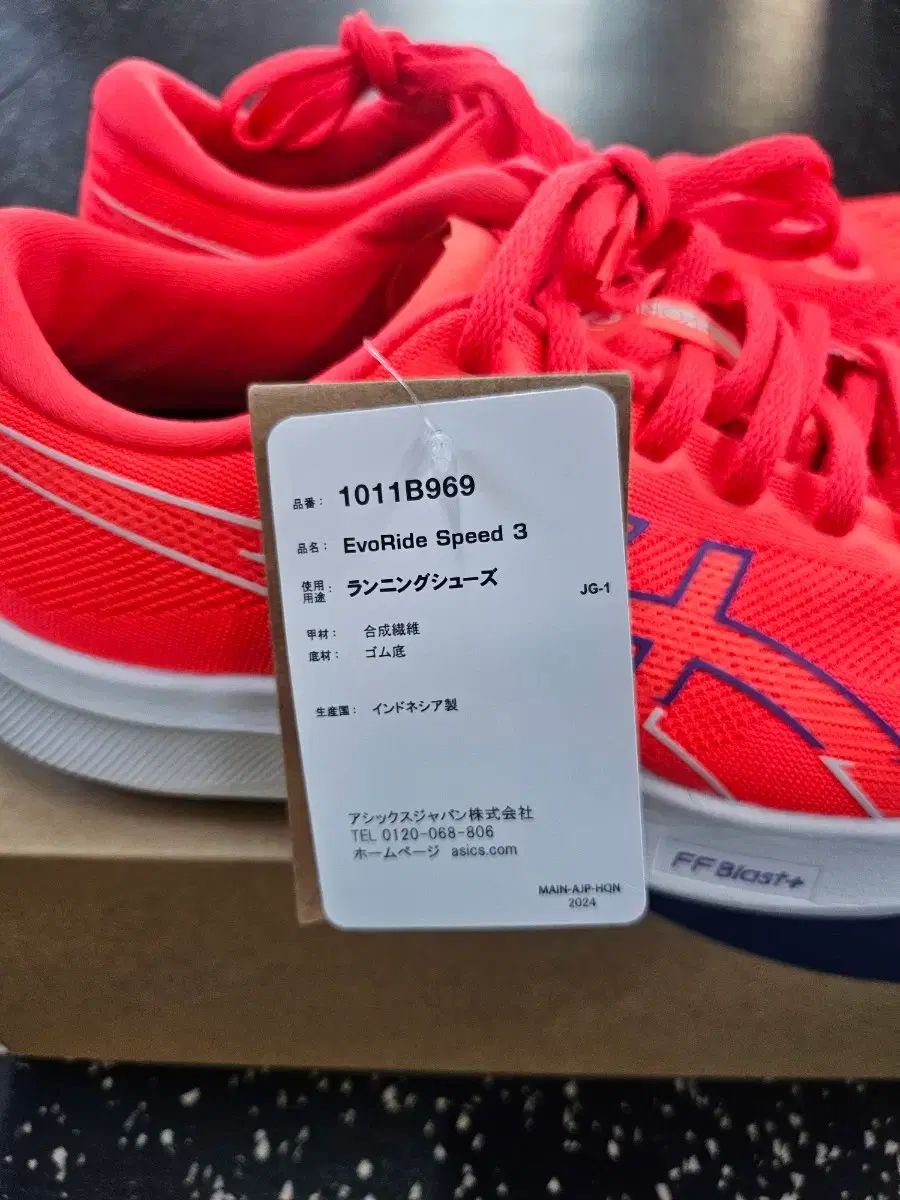 品番： 1011B969
品名： EvoRide Speed 3
使用用途： ランニングシューズ JG-1
甲材： 合成繊維
底材： ゴム底
生産国： インドネシア製
アシックスジャパン株式会社
TEL 0120-068-806
ホームページ asics.com
MAIN-AJP-HQN
2024
FF Blast+